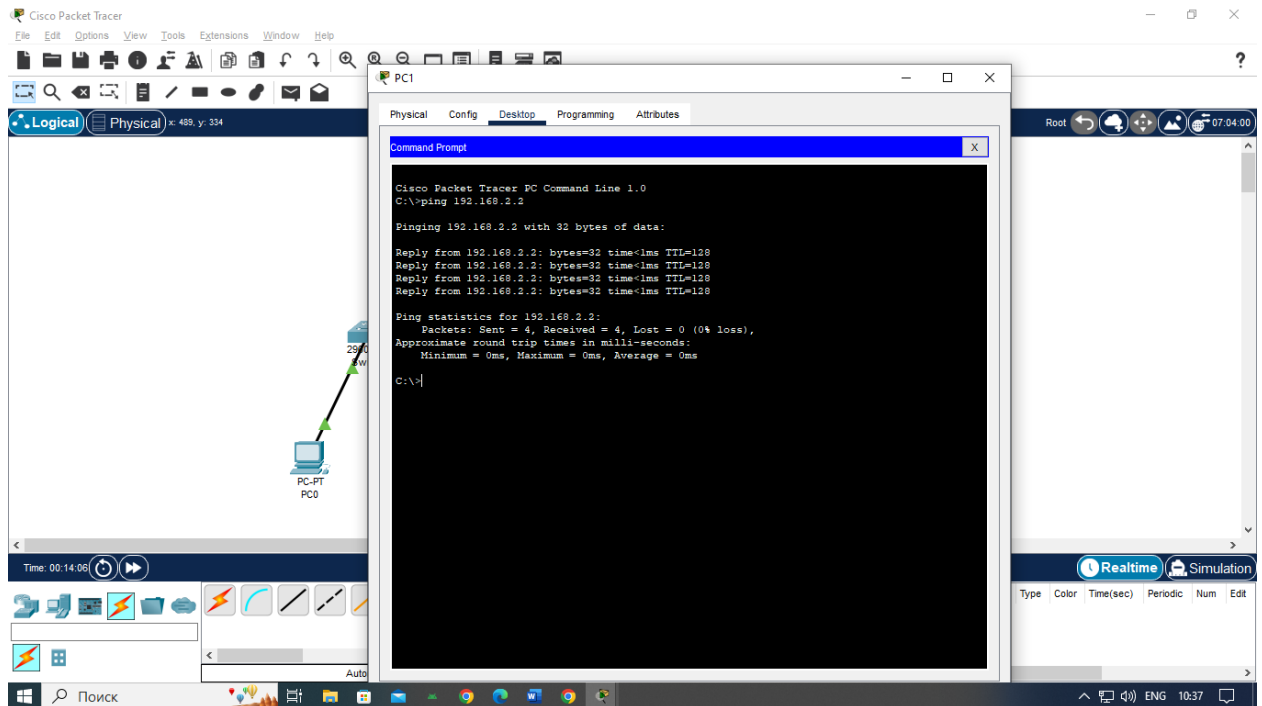 Cisco Packet Tracer
File Edit Options View Tools Extensions Window Help
?
PC1
Physical Config Desktop Programming Attributes
Logical Physical x: 489, y: 334
Root 07:04:00
Command Prompt X
Cisco Packet Tracer PC Command Line 1.0
C:\>ping 192.168.2.2
Pinging 192.168.2.2 with 32 bytes of data:
Reply from 192.168.2.2: bytes=32 time<1ms TTL=128
Reply from 192.168.2.2: bytes=32 time<1ms TTL=128
Reply from 192.168.2.2: bytes=32 time<1ms TTL=128
Reply from 192.168.2.2: bytes=32 time<1ms TTL=128
Ping statistics for 192.168.2.2:
Packets: Sent = 4, Received = 4, Lost = 0 (0% loss),
Approximate round trip times in milli-seconds:
Minimum = 0ms, Maximum = 0ms, Average = 0ms
C:\>
PC-PT
PC0
Time: 00:14:06
Realtime Simulation
Type Color Time(sec) Periodic Num Edit
Auto
Поиск
ENG 10:37